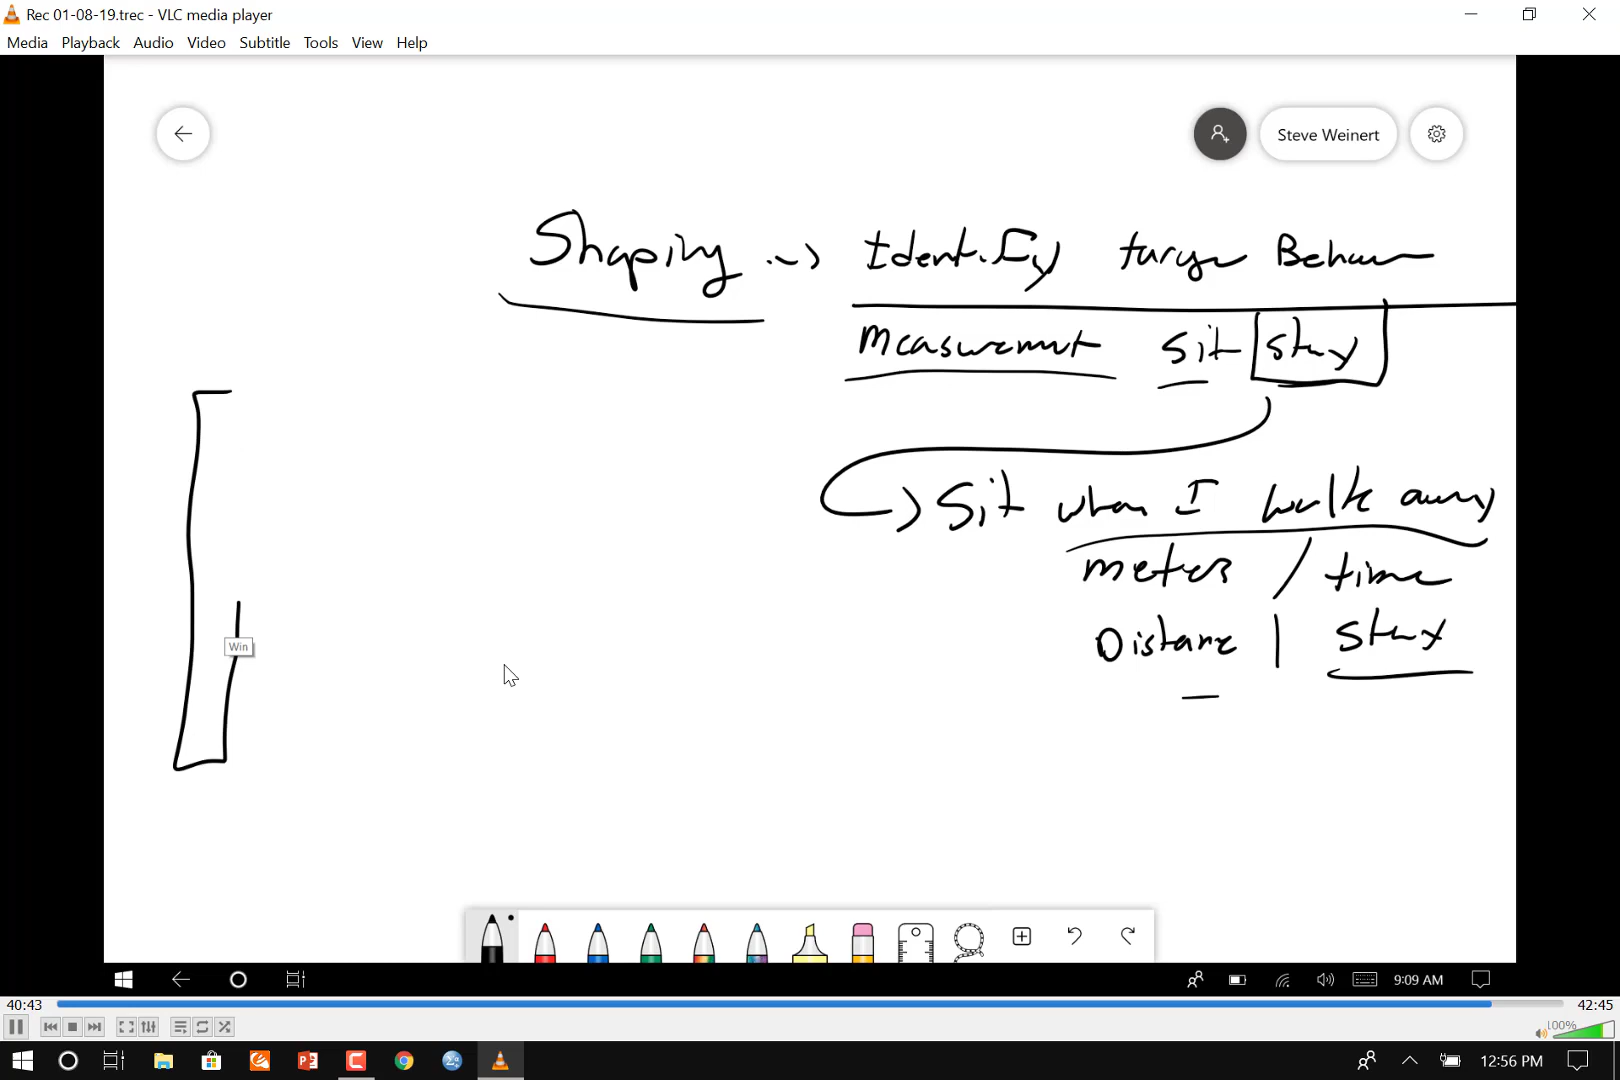 Rec 01-08-19.trec - VLC media player
Media Playback Audio Video Subtitle Tools View Help
Steve Weinert
Shaping --> Identify target Behavior
Measurement Sit stay
Sit when I walk away
meters / time
Distance | stay
Win
9:09 AM
40:43 42:45
100%
12:56 PM